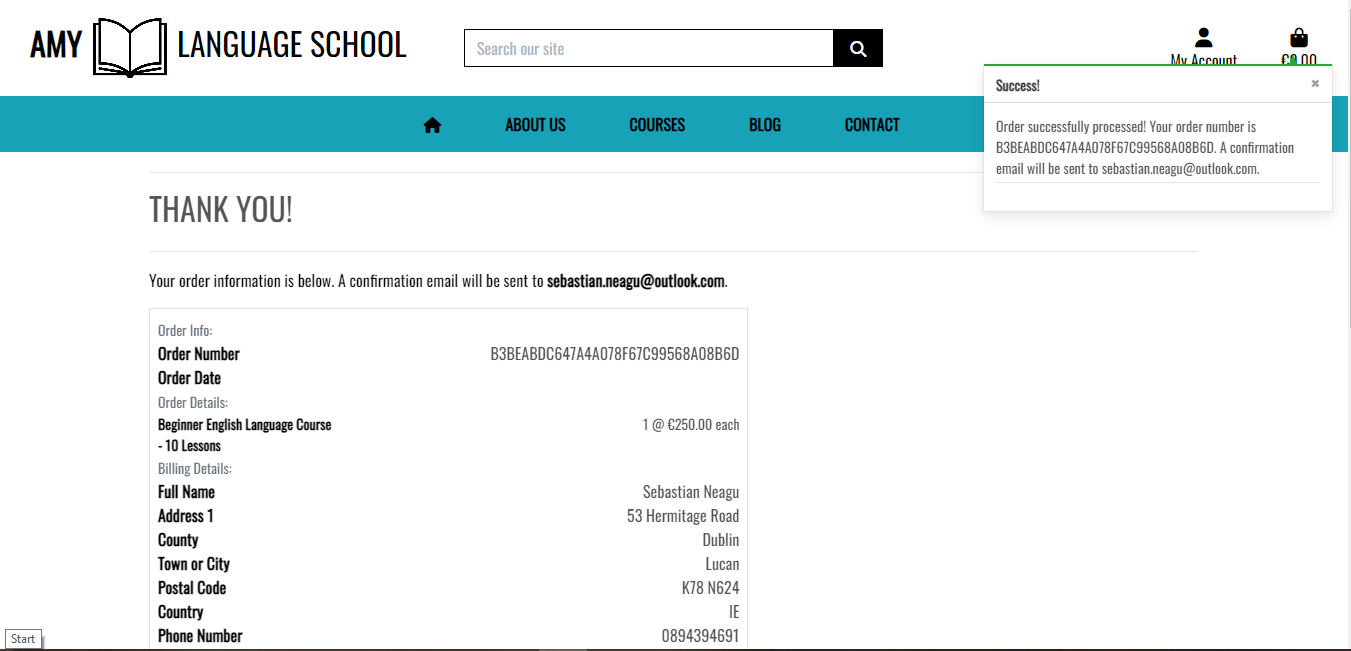 AMY LANGUAGE SCHOOL
Search our site
My Account
€0.00
ABOUT US
COURSES
BLOG
CONTACT
Success!
×
Order successfully processed! Your order number is
B3BEABDC647A4A078F67C99568A08B6D. A confirmation
email will be sent to sebastian.neagu@outlook.com.
THANK YOU!
Your order information is below. A confirmation email will be sent to sebastian.neagu@outlook.com.
Order Info:
Order Number B3BEABDC647A4A078F67C99568A08B6D
Order Date
Order Details:
Beginner English Language Course 1 @ €250.00 each
- 10 Lessons
Billing Details:
Full Name Sebastian Neagu
Address 1 53 Hermitage Road
County Dublin
Town or City Lucan
Postal Code K78 N624
Country IE
Phone Number 0894394691
Start